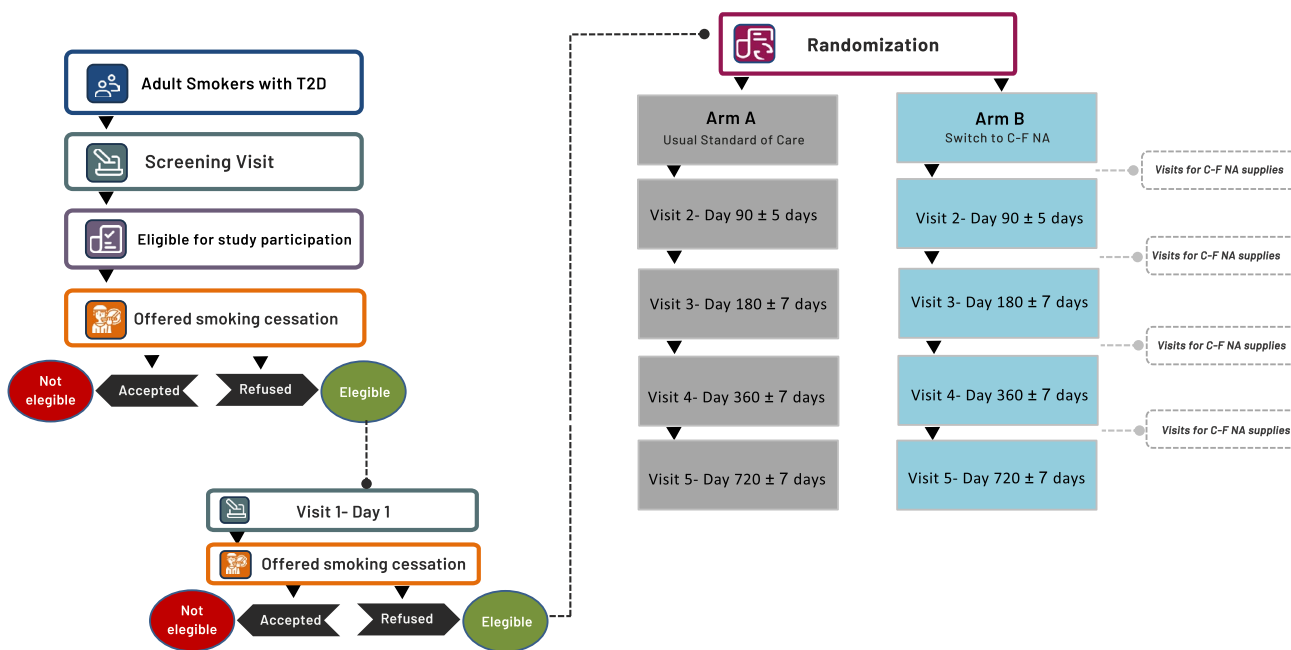 Adult Smokers with T2D
Screening Visit
Eligible for study participation
Offered smoking cessation
Not
elegible
Accepted
Refused
Elegible
Visit 1- Day 1
Offered smoking cessation
Not
elegible
Accepted
Refused
Elegible
Randomization
Arm A
Usual Standard of Care
Visit 2- Day 90 ± 5 days
Visit 3- Day 180 ± 7 days
Visit 4- Day 360 ± 7 days
Visit 5- Day 720 ± 7 days
Arm B
Switch to C-F NA
Visit 2- Day 90 ± 5 days
Visit 3- Day 180 ± 7 days
Visit 4- Day 360 ± 7 days
Visit 5- Day 720 ± 7 days
Visits for C-F NA supplies
Visits for C-F NA supplies
Visits for C-F NA supplies
Visits for C-F NA supplies